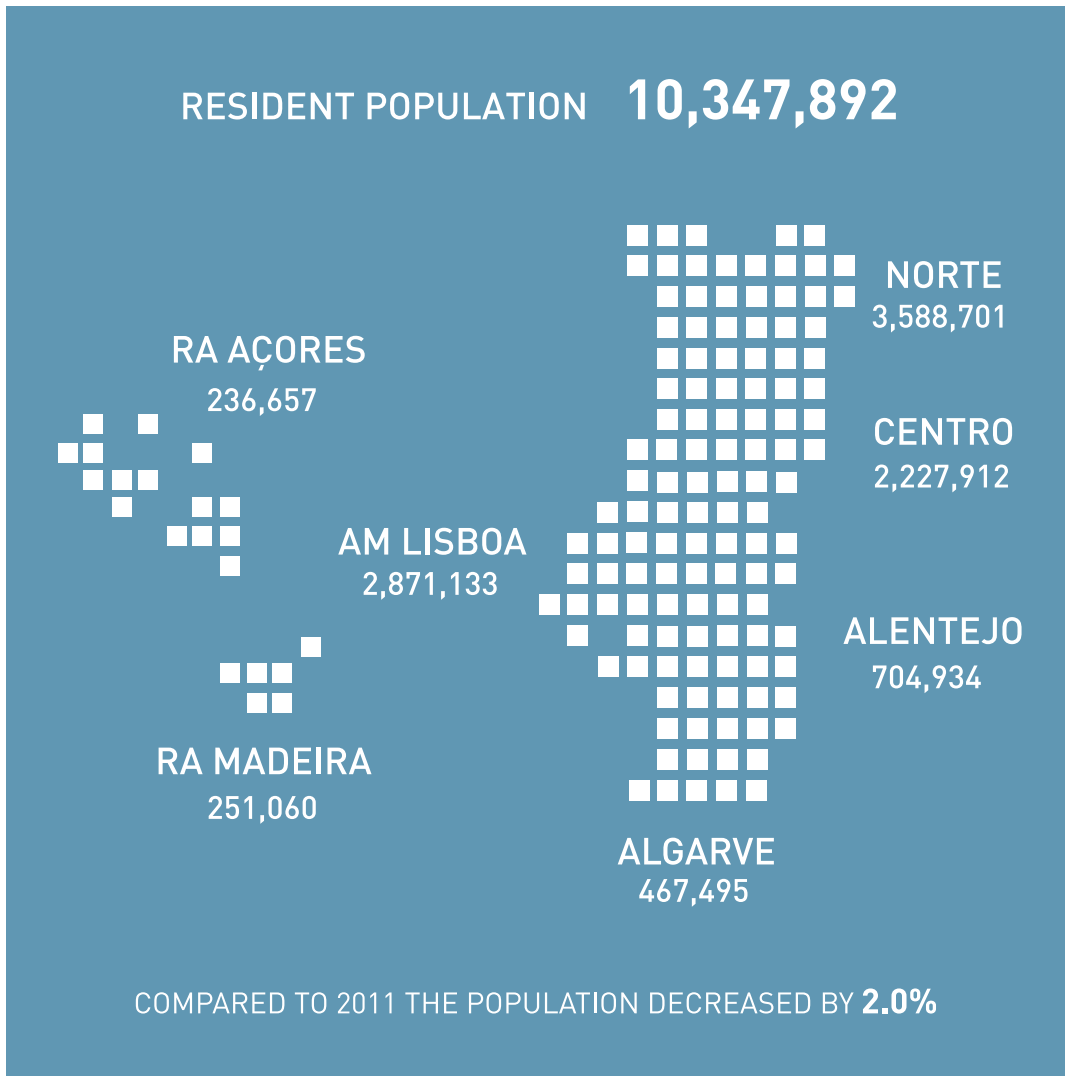 RESIDENT POPULATION 10,347,892
NORTE
3,588,701
RA AÇORES
236,657
CENTRO
2,227,912
AM LISBOA
2,871,133
ALENTEJO
704,934
RA MADEIRA
251,060
ALGARVE
467,495
COMPARED TO 2011 THE POPULATION DECREASED BY 2.0%